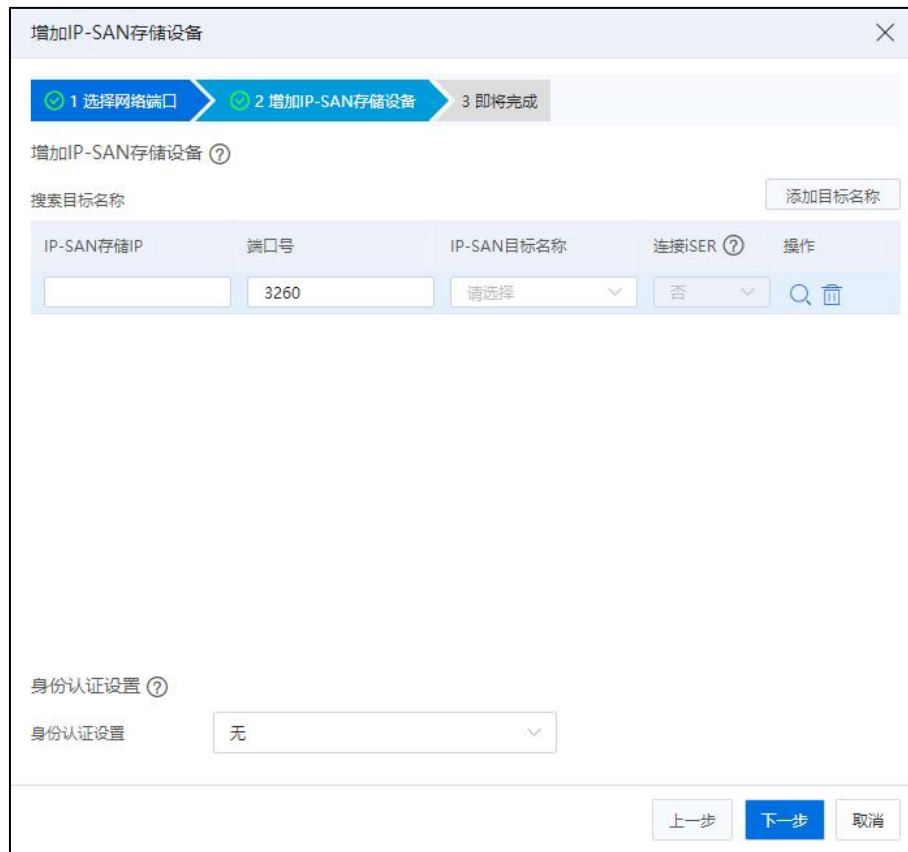 增加IP-SAN存储设备
1 选择网络端口 2 增加IP-SAN存储设备 3 即将完成
增加IP-SAN存储设备 ?
搜索目标名称 添加目标名称
IP-SAN存储IP 端口号 IP-SAN目标名称 连接iSER ? 操作
3260 请选择 否
身份认证设置 ?
身份认证设置 无
上一步 下一步 取消